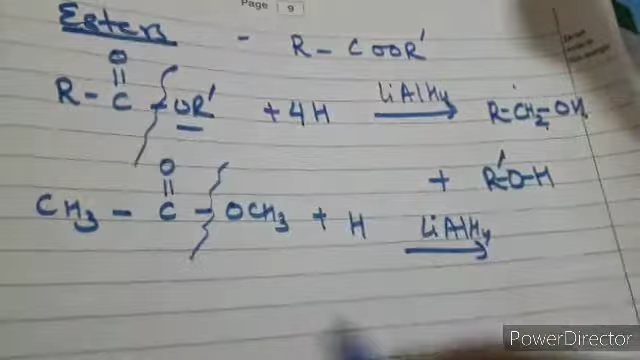 Page 9
Esters - R - COOR'
O
R - C - OR' + 4H LiAlH4 R-CH2-OH
+ R'O-H
O
CH3 - C - OCH3 + H LiAlH4
PowerDirector